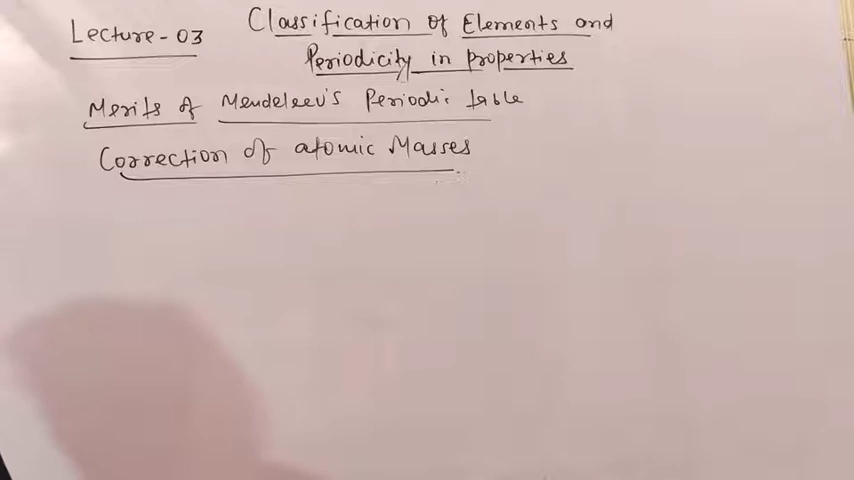 Lecture-03
Classification of Elements and
Periodicity in properties
Merits of Mendeleev's Periodic table
Correction of atomic Masses